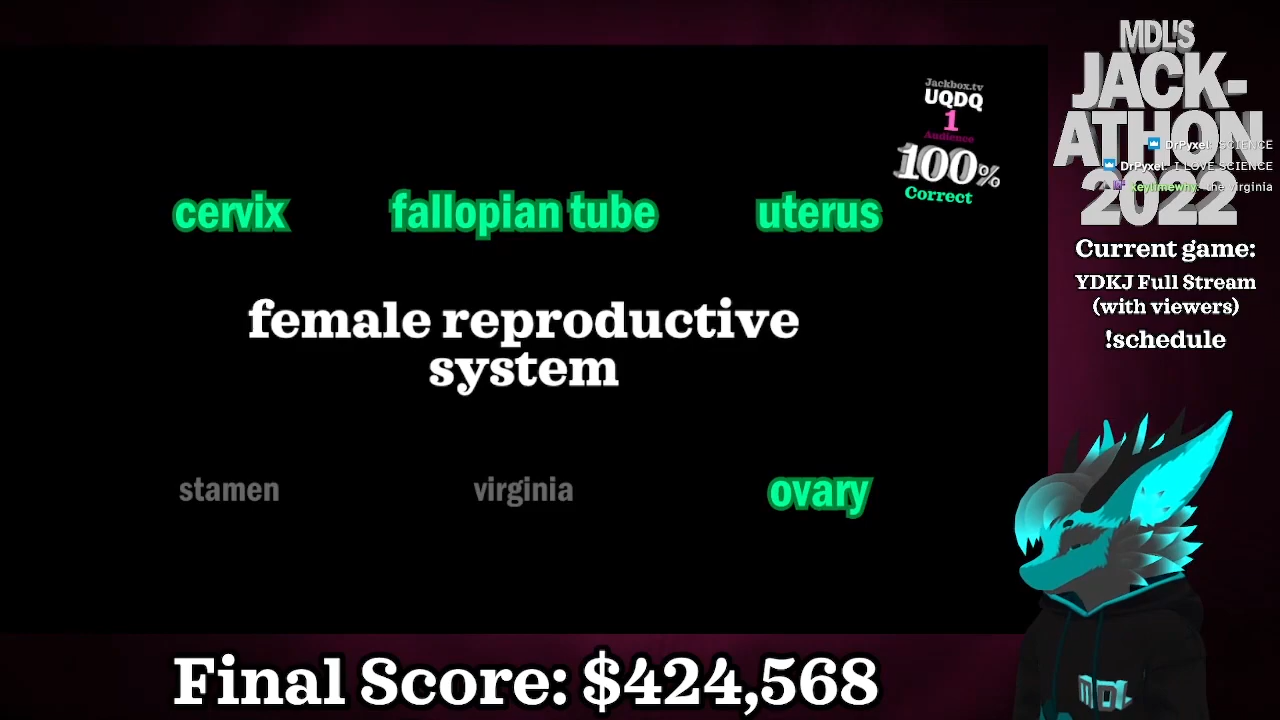 cervix
fallopian tube
uterus
female reproductive
system
stamen
virginia
ovary
Jackbox.tv
UQDQ
1
Audience
100%
Correct
Final Score: $424,568
MDL'S
JACK-
ATHON
2022
DrPyxel: SCIENCE
DrPyxel: I LOVE SCIENCE
keylimewhy: the virginia
Current game:
YDKJ Full Stream
(with viewers)
!schedule
MDL